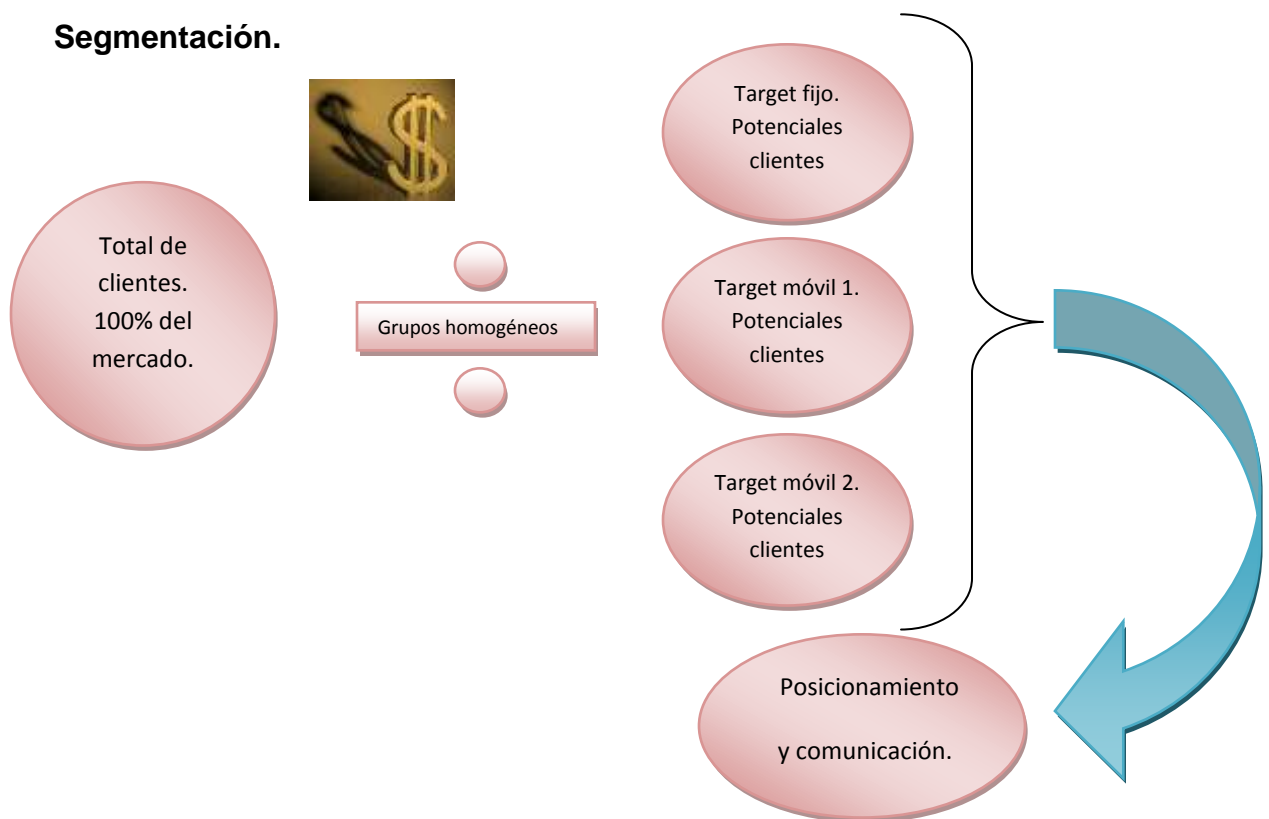 Segmentación.
Total de
clientes.
100% del
mercado.
Grupos homogéneos
Target fijo.
Potenciales
clientes
Target móvil 1.
Potenciales
clientes
Target móvil 2.
Potenciales
clientes
Posicionamiento
y comunicación.